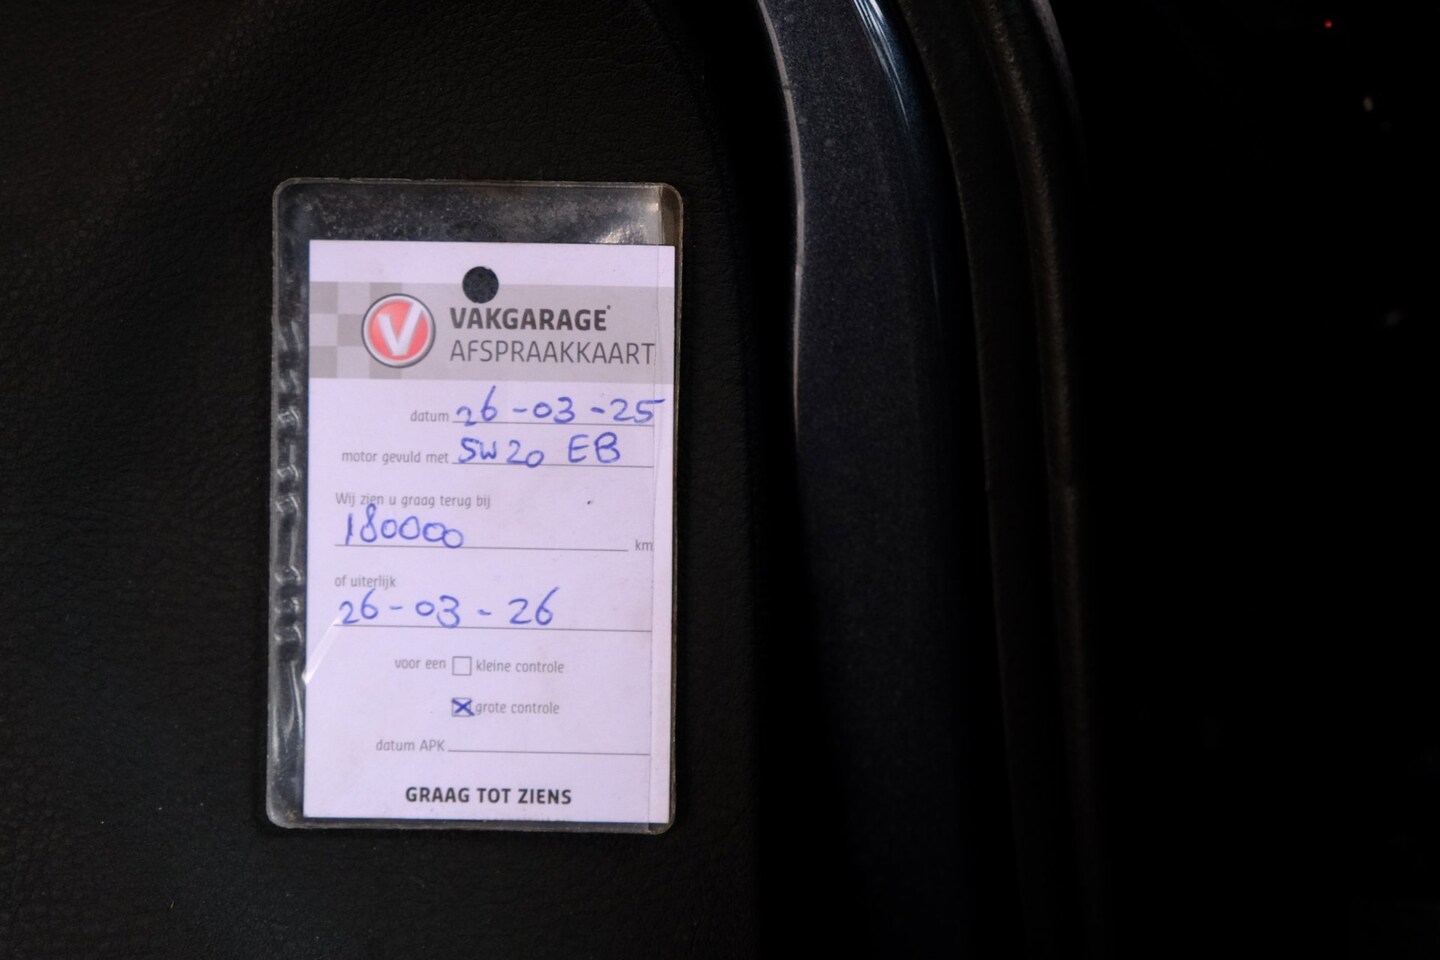 V
VAKGARAGE®
AFSPRAAKKAART
datum 26-03-25
motor gevuld met 5W20 EB
Wij zien u graag terug bij
180000 km
of uiterlijk
26-03-26
voor een kleine controle
grote controle
datum APK
GRAAG TOT ZIENS